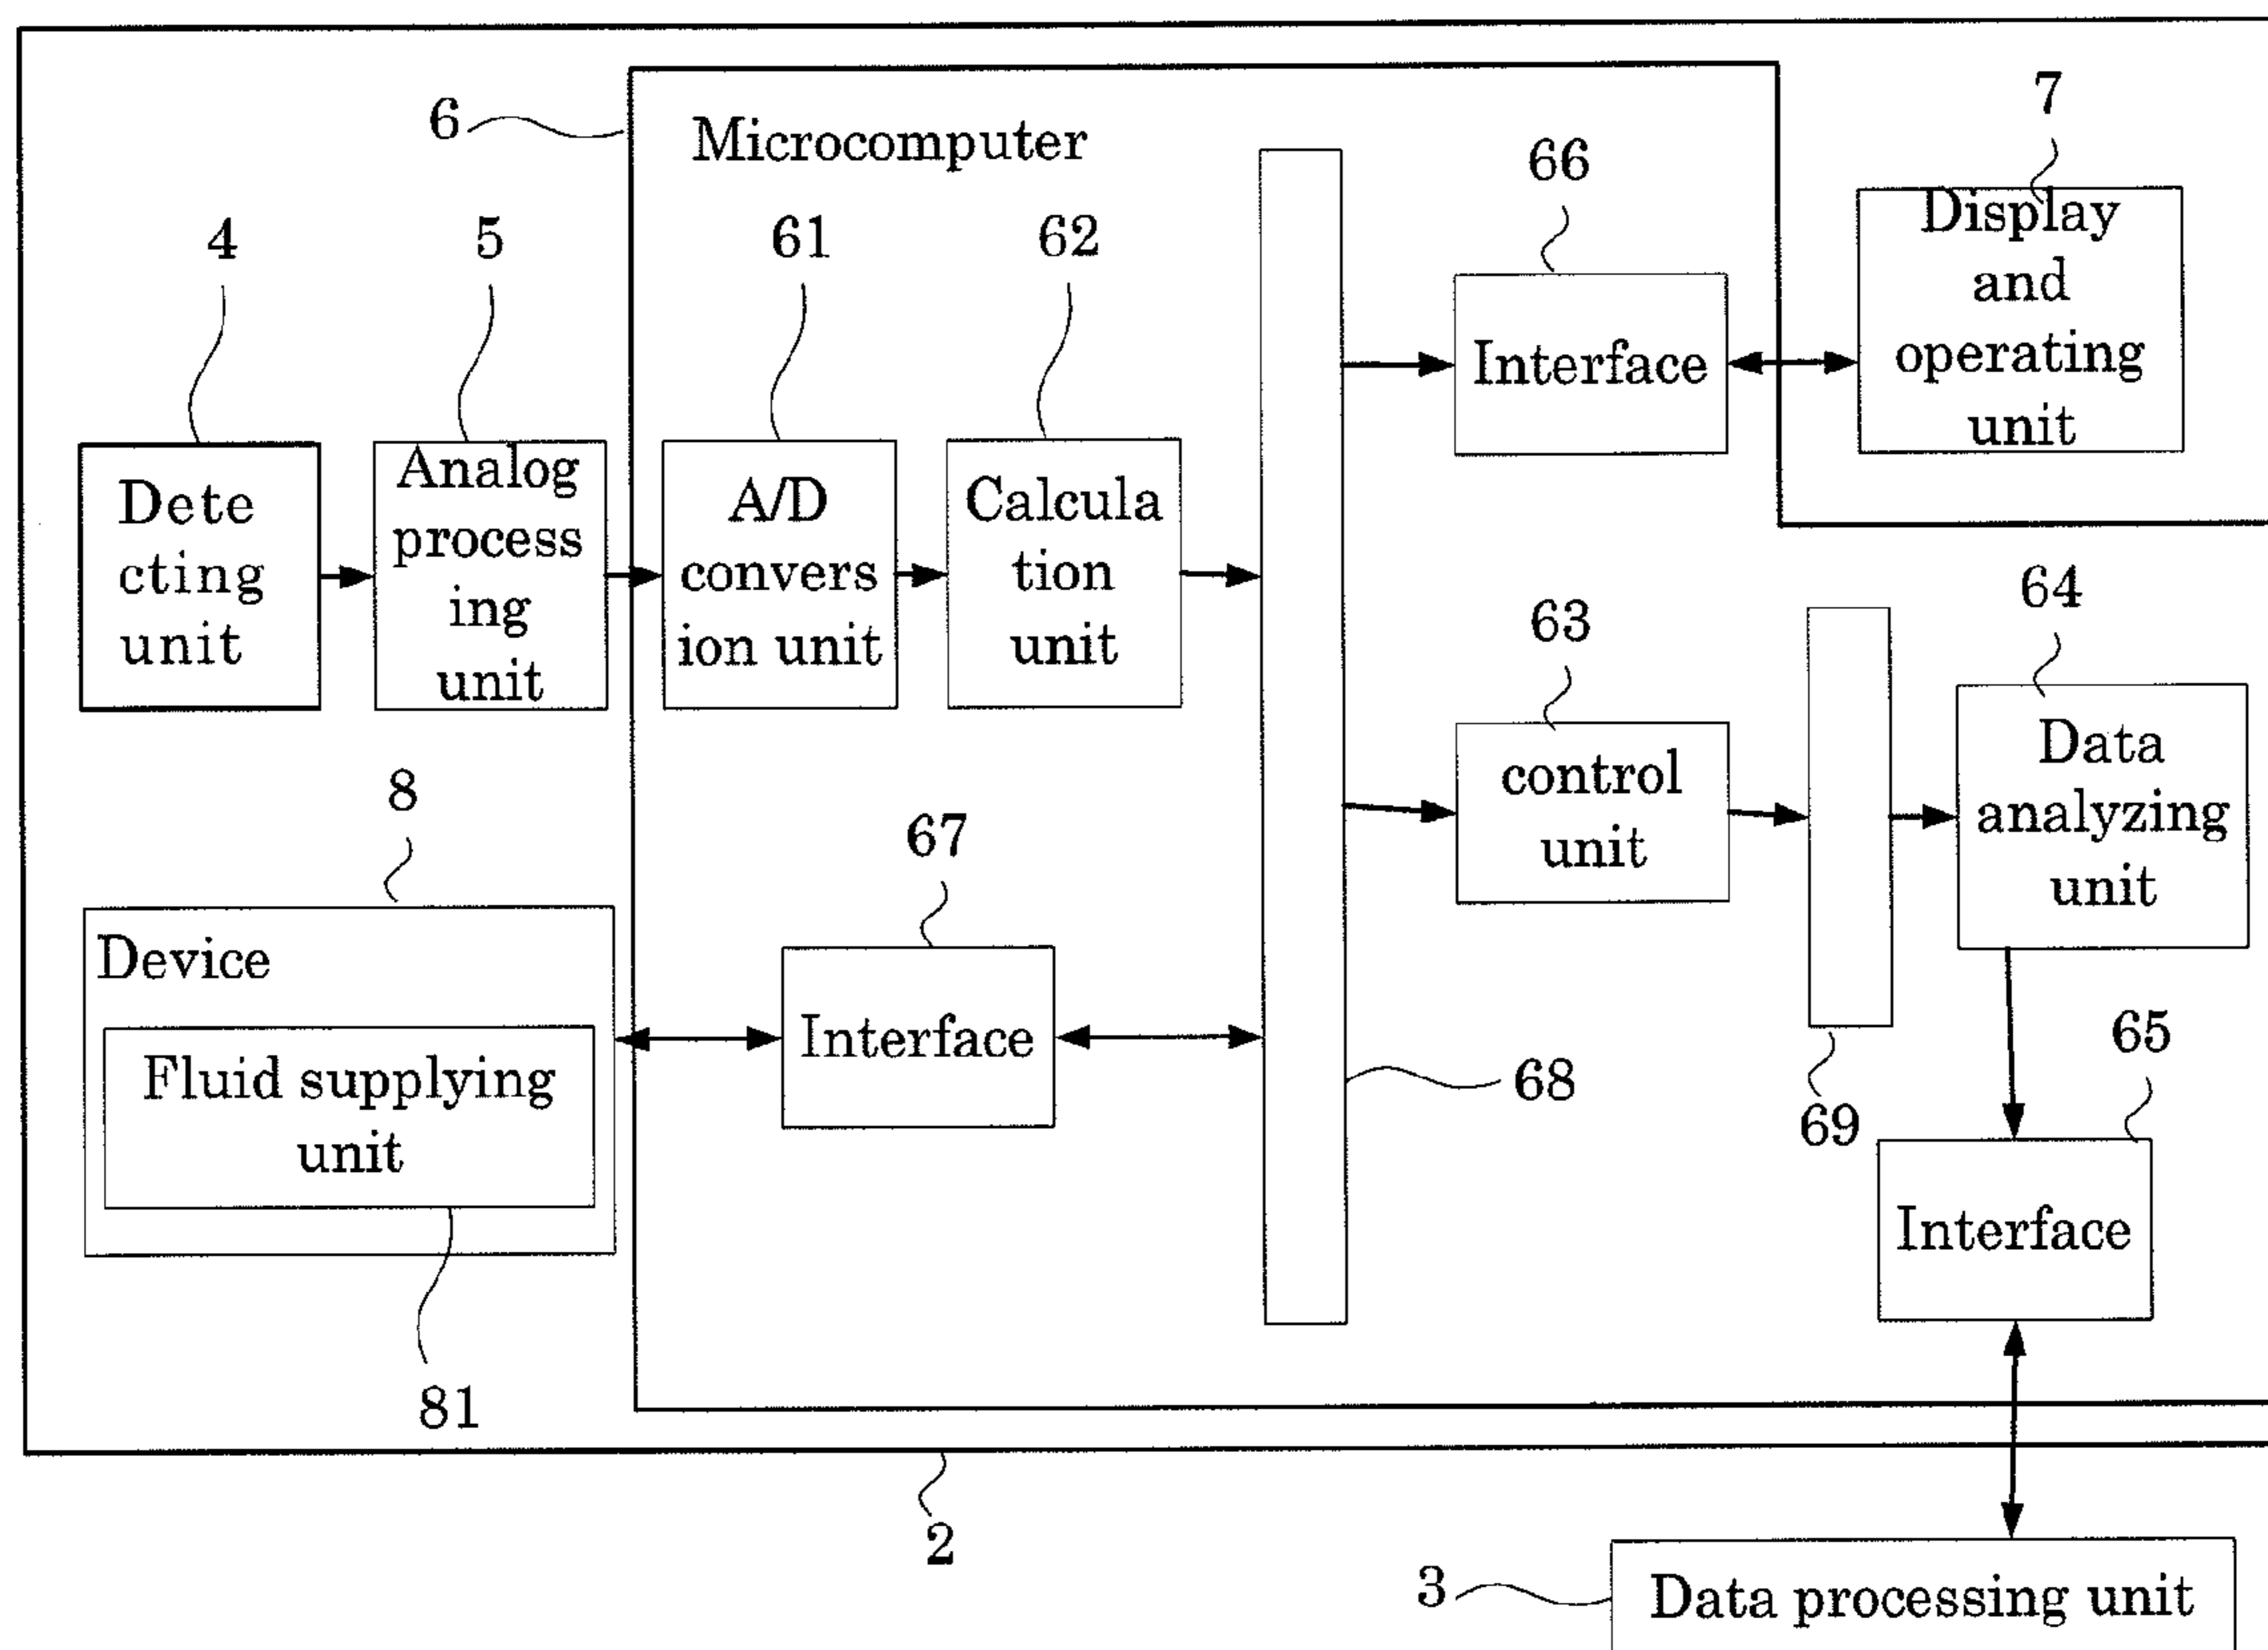 6
Microcomputer
7
66
Display
and
operating
unit
4
5
61
62
Interface
Dete
cting
unit
Analog
process
ing
unit
A/D
convers
ion unit
Calcula
tion
unit
63
64
control
unit
Data
analyzing
unit
8
67
Device
Fluid supplying
unit
Interface
68
69
65
Interface
81
2
3
Data processing unit